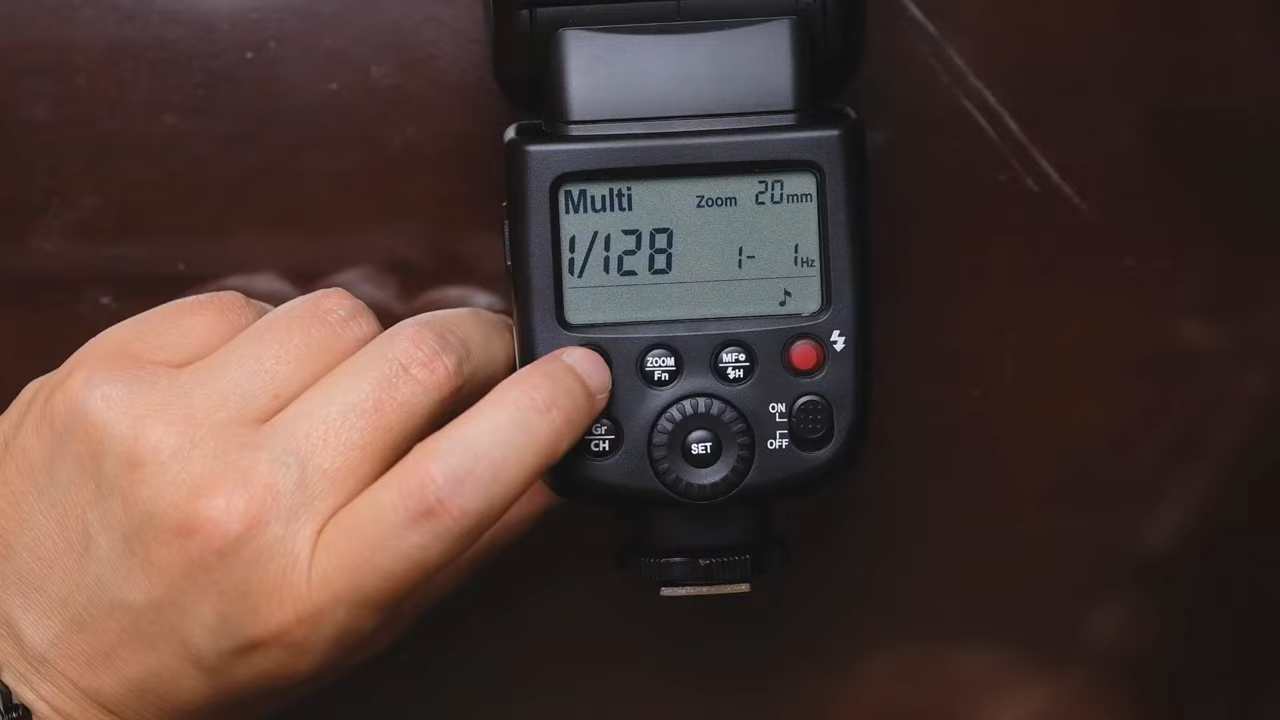 Multi Zoom 20mm
1/128 1- 1Hz
♪
ZOOM
Fn
MF
H
Gr
CH
SET
ON
OFF